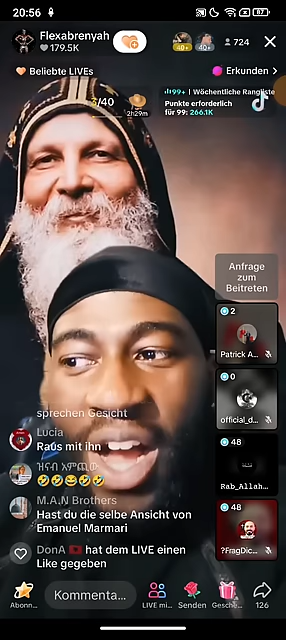 20:56
87
Flexabrenyah
179.5K
49+
40+
724
Beliebte LIVEs
Erkunden
3/40
2h29m
99+ | Wöchentliche Rangliste
Punkte erforderlich
für 99: 266.1K
Anfrage
zum
Beitreten
2
Patrick A...
0
official_d...
48
Rab_Allah...
48
?FragDic...
sprechen Gesicht
Lucia
Raus mit ihn
🤣🤣😂🤣🤣
M.A.N Brothers
Hast du die selbe Ansicht von
Emanuel Marmari
DonA 🇲🇦 hat dem LIVE einen
Like gegeben
Abonn...
Kommenta...
LIVE mi...
Senden
Gesche...
126